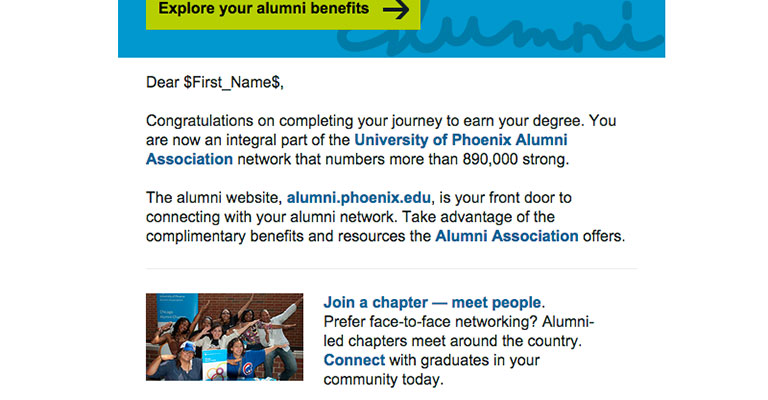 Explore your alumni benefits
alumni
Dear $First_Name$,
Congratulations on completing your journey to earn your degree. You
are now an integral part of the University of Phoenix Alumni
Association network that numbers more than 890,000 strong.
The alumni website, alumni.phoenix.edu, is your front door to
connecting with your alumni network. Take advantage of the
complimentary benefits and resources the Alumni Association offers.
Join a chapter — meet people.
Prefer face-to-face networking? Alumni-
led chapters meet around the country.
Connect with graduates in your
community today.